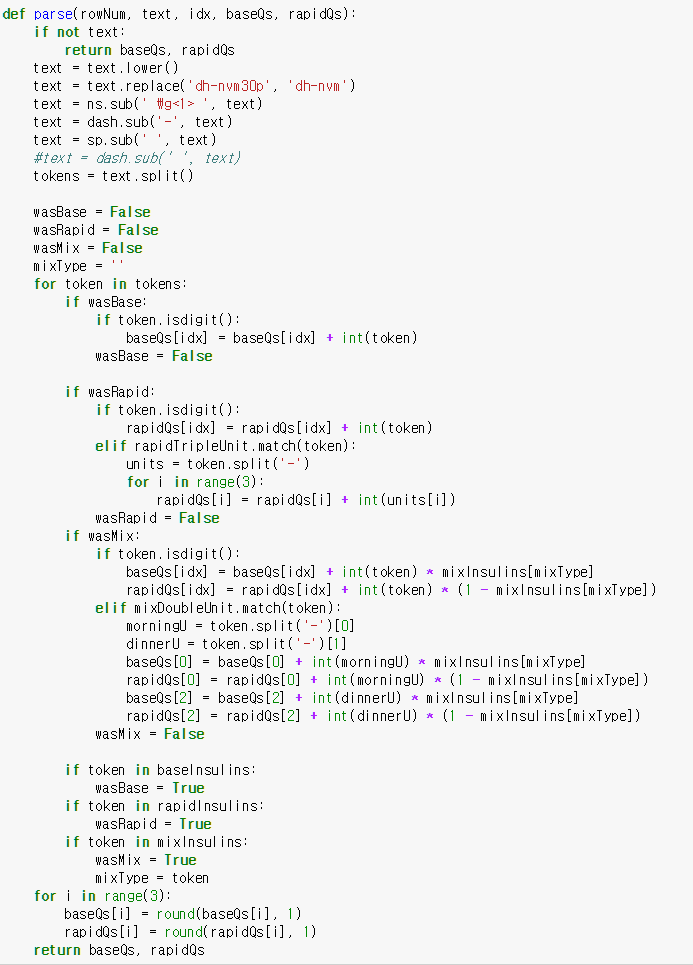 def parse(rowNum, text, idx, baseQs, rapidQs):
    if not text:
        return baseQs, rapidQs
    text = text.lower()
    text = text.replace('dh-nvm30p', 'dh-nvm')
    text = ns.sub(' ₩g<1> ', text)
    text = dash.sub('-', text)
    text = sp.sub(' ', text)
    #text = dash.sub(' ', text)
    tokens = text.split()

    wasBase = False
    wasRapid = False
    wasMix = False
    mixType = ''
    for token in tokens:
        if wasBase:
            if token.isdigit():
                baseQs[idx] = baseQs[idx] + int(token)
            wasBase = False

        if wasRapid:
            if token.isdigit():
                rapidQs[idx] = rapidQs[idx] + int(token)
            elif rapidTripleUnit.match(token):
                units = token.split('-')
                for i in range(3):
                    rapidQs[i] = rapidQs[i] + int(units[i])
            wasRapid = False
        if wasMix:
            if token.isdigit():
                baseQs[idx] = baseQs[idx] + int(token) * mixInsulins[mixType]
                rapidQs[idx] = rapidQs[idx] + int(token) * (1 - mixInsulins[mixType])
            elif mixDoubleUnit.match(token):
                morningU = token.split('-')[0]
                dinnerU = token.split('-')[1]
                baseQs[0] = baseQs[0] + int(morningU) * mixInsulins[mixType]
                rapidQs[0] = rapidQs[0] + int(morningU) * (1 - mixInsulins[mixType])
                baseQs[2] = baseQs[2] + int(dinnerU) * mixInsulins[mixType]
                rapidQs[2] = rapidQs[2] + int(dinnerU) * (1 - mixInsulins[mixType])
            wasMix = False

        if token in baseInsulins:
            wasBase = True
        if token in rapidInsulins:
            wasRapid = True
        if token in mixInsulins:
            wasMix = True
            mixType = token
    for i in range(3):
        baseQs[i] = round(baseQs[i], 1)
        rapidQs[i] = round(rapidQs[i], 1)
    return baseQs, rapidQs